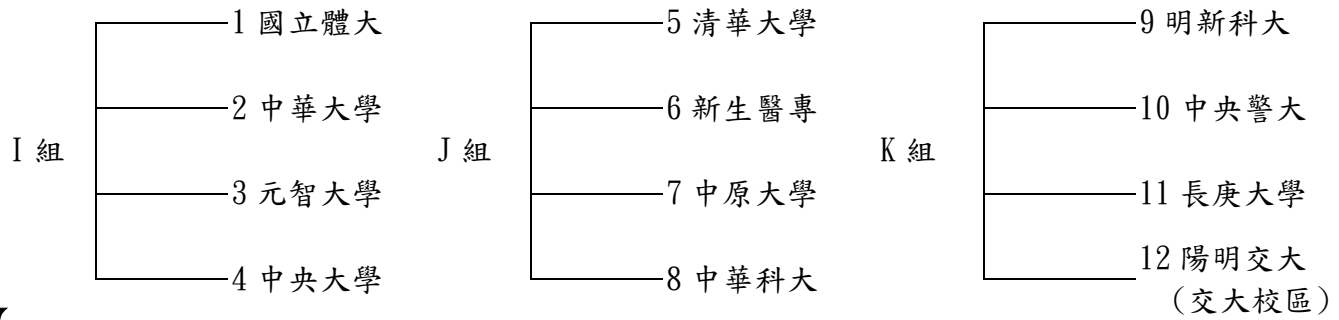 1 國立體大
2 中華大學
I 組
3 元智大學
4 中央大學
5 清華大學
6 新生醫專
J 組
7 中原大學
8 中華科大
9 明新科大
10 中央警大
K 組
11 長庚大學
12 陽明交大
(交大校區)